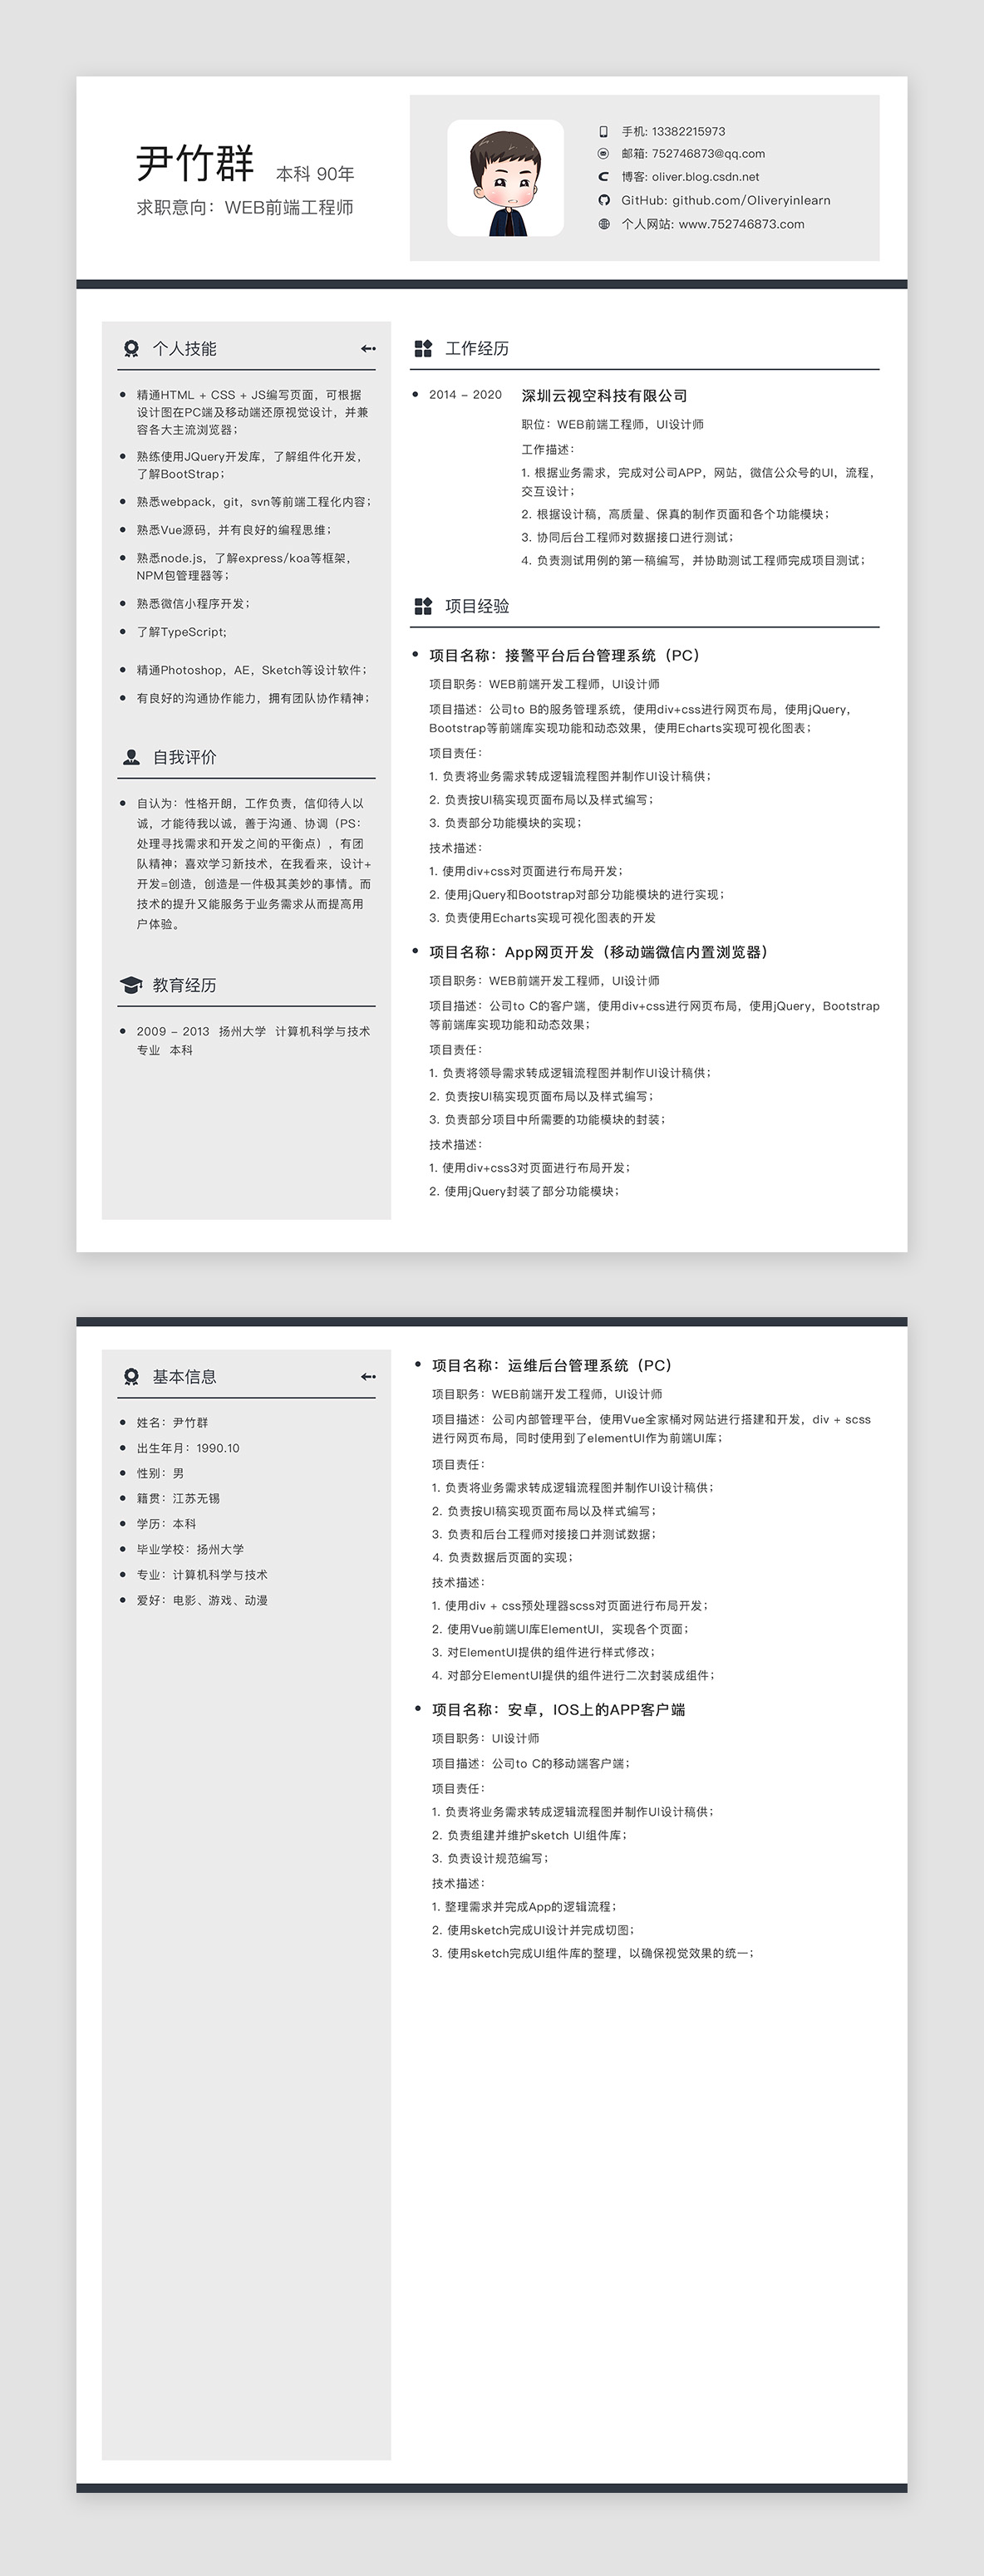 尹竹群 本科 90年
求职意向：WEB前端工程师
手机: 13382215973
邮箱: 752746873@qq.com
博客: oliver.blog.csdn.net
GitHub: github.com/Oliveryinlearn
个人网站: www.752746873.com
个人技能
精通HTML + CSS + JS编写页面，可根据
设计图在PC端及移动端还原视觉设计，并兼
容各大主流浏览器；
熟练使用JQuery开发库，了解组件化开发，
了解BootStrap；
熟悉webpack，git，svn等前端工程化内容；
熟悉Vue源码，并有良好的编程思维；
熟悉node.js，了解express/koa等框架，
NPM包管理器等；
熟悉微信小程序开发；
了解TypeScript;
精通Photoshop，AE，Sketch等设计软件；
有良好的沟通协作能力，拥有团队协作精神；
自我评价
自认为：性格开朗，工作负责，信仰待人以
诚，才能待我以诚，善于沟通、协调（PS：
处理寻找需求和开发之间的平衡点），有团
队精神；喜欢学习新技术，在我看来，设计+
开发=创造，创造是一件极其美妙的事情。而
技术的提升又能服务于业务需求从而提高用
户体验。
教育经历
2009 – 2013 扬州大学 计算机科学与技术
专业 本科
工作经历
2014 – 2020 深圳云视空科技有限公司
职位：WEB前端工程师，UI设计师
工作描述：
1. 根据业务需求，完成对公司APP，网站，微信公众号的UI，流程，
交互设计；
2. 根据设计稿，高质量、保真的制作页面和各个功能模块；
3. 协同后台工程师对数据接口进行测试；
4. 负责测试用例的第一稿编写，并协助测试工程师完成项目测试；
项目经验
项目名称：接警平台后台管理系统（PC）
项目职务：WEB前端开发工程师，UI设计师
项目描述：公司to B的服务管理系统，使用div+css进行网页布局，使用jQuery，
Bootstrap等前端库实现功能和动态效果，使用Echarts实现可视化图表；
项目责任：
1. 负责将业务需求转成逻辑流程图并制作UI设计稿供；
2. 负责按UI稿实现页面布局以及样式编写；
3. 负责部分功能模块的实现；
技术描述：
1. 使用div+css对页面进行布局开发；
2. 使用jQuery和Bootstrap对部分功能模块的进行实现；
3. 负责使用Echarts实现可视化图表的开发
项目名称：App网页开发（移动端微信内置浏览器）
项目职务：WEB前端开发工程师，UI设计师
项目描述：公司to C的客户端，使用div+css进行网页布局，使用jQuery，Bootstrap
等前端库实现功能和动态效果；
项目责任：
1. 负责将领导需求转成逻辑流程图并制作UI设计稿供；
2. 负责按UI稿实现页面布局以及样式编写；
3. 负责部分项目中所需要的功能模块的封装；
技术描述：
1. 使用div+css3对页面进行布局开发；
2. 使用jQuery封装了部分功能模块；
基本信息
姓名：尹竹群
出生年月：1990.10
性别：男
籍贯：江苏无锡
学历：本科
毕业学校：扬州大学
专业：计算机科学与技术
爱好：电影、游戏、动漫
项目名称：运维后台管理系统（PC）
项目职务：WEB前端开发工程师，UI设计师
项目描述：公司内部管理平台，使用Vue全家桶对网站进行搭建和开发，div + scss
进行网页布局，同时使用到了elementUI作为前端UI库；
项目责任：
1. 负责将业务需求转成逻辑流程图并制作UI设计稿供；
2. 负责按UI稿实现页面布局以及样式编写；
3. 负责和后台工程师对接接口并测试数据；
4. 负责数据后页面的实现；
技术描述：
1. 使用div + css预处理器scss对页面进行布局开发；
2. 使用Vue前端UI库ElementUI，实现各个页面；
3. 对ElementUI提供的组件进行样式修改；
4. 对部分ElementUI提供的组件进行二次封装成组件；
项目名称：安卓，IOS上的APP客户端
项目职务：UI设计师
项目描述：公司to C的移动端客户端；
项目责任：
1. 负责将业务需求转成逻辑流程图并制作UI设计稿供；
2. 负责组建并维护sketch UI组件库；
3. 负责设计规范编写；
技术描述：
1. 整理需求并完成App的逻辑流程；
2. 使用sketch完成UI设计并完成切图；
3. 使用sketch完成UI组件库的整理，以确保视觉效果的统一；